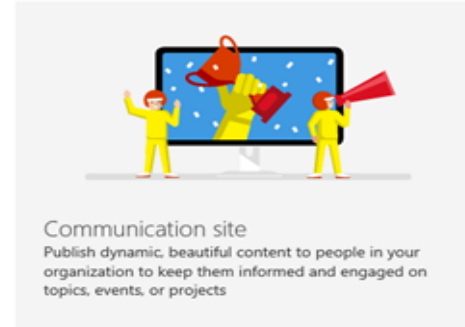 Communication site
Publish dynamic, beautiful content to people in your
organization to keep them informed and engaged on
topics, events, or projects